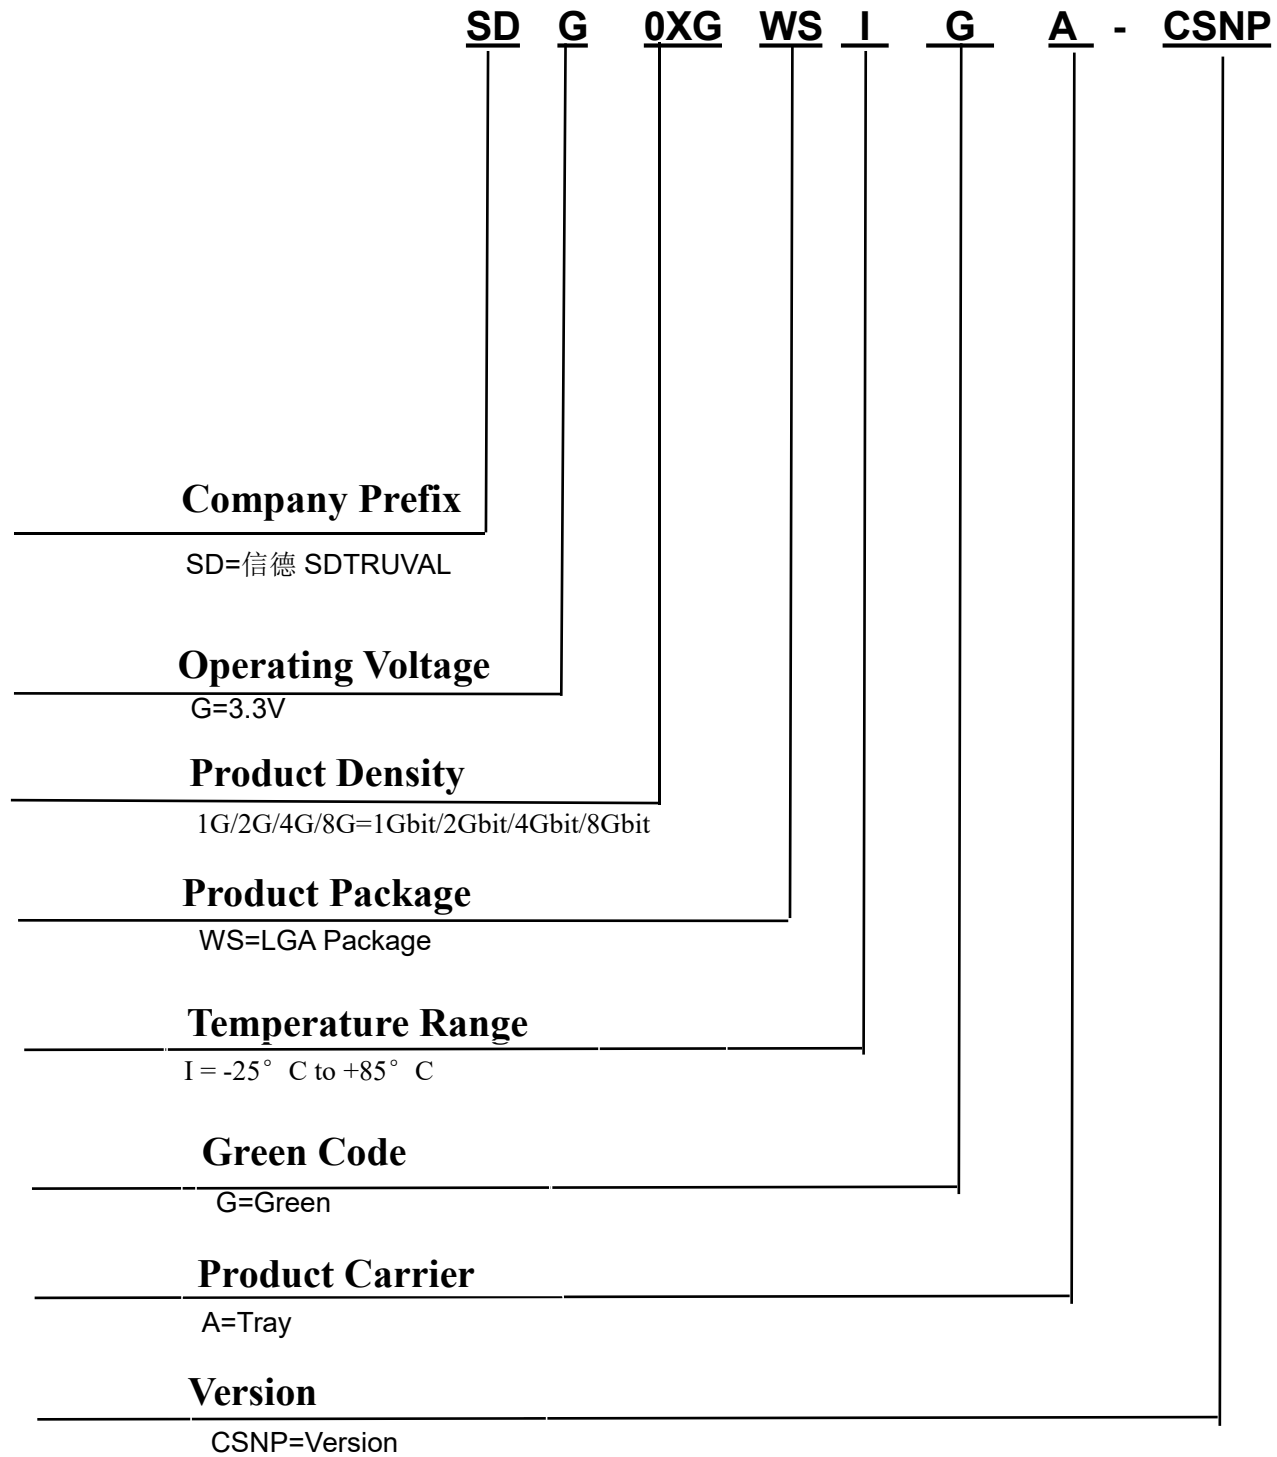 SD G 0XG WS I G A - CSNP
Company Prefix
SD=信德 SDTRUVAL
Operating Voltage
G=3.3V
Product Density
1G/2G/4G/8G=1Gbit/2Gbit/4Gbit/8Gbit
Product Package
WS=LGA Package
Temperature Range
I = -25° C to +85° C
Green Code
G=Green
Product Carrier
A=Tray
Version
CSNP=Version